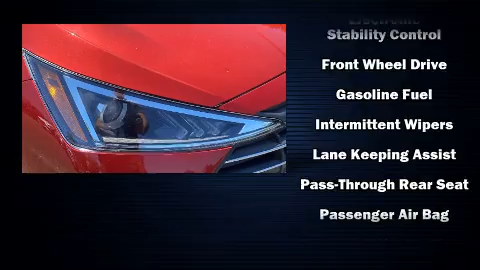 Electronic
Stability Control
Front Wheel Drive
Gasoline Fuel
Intermittent Wipers
Lane Keeping Assist
Pass-Through Rear Seat
Passenger Air Bag